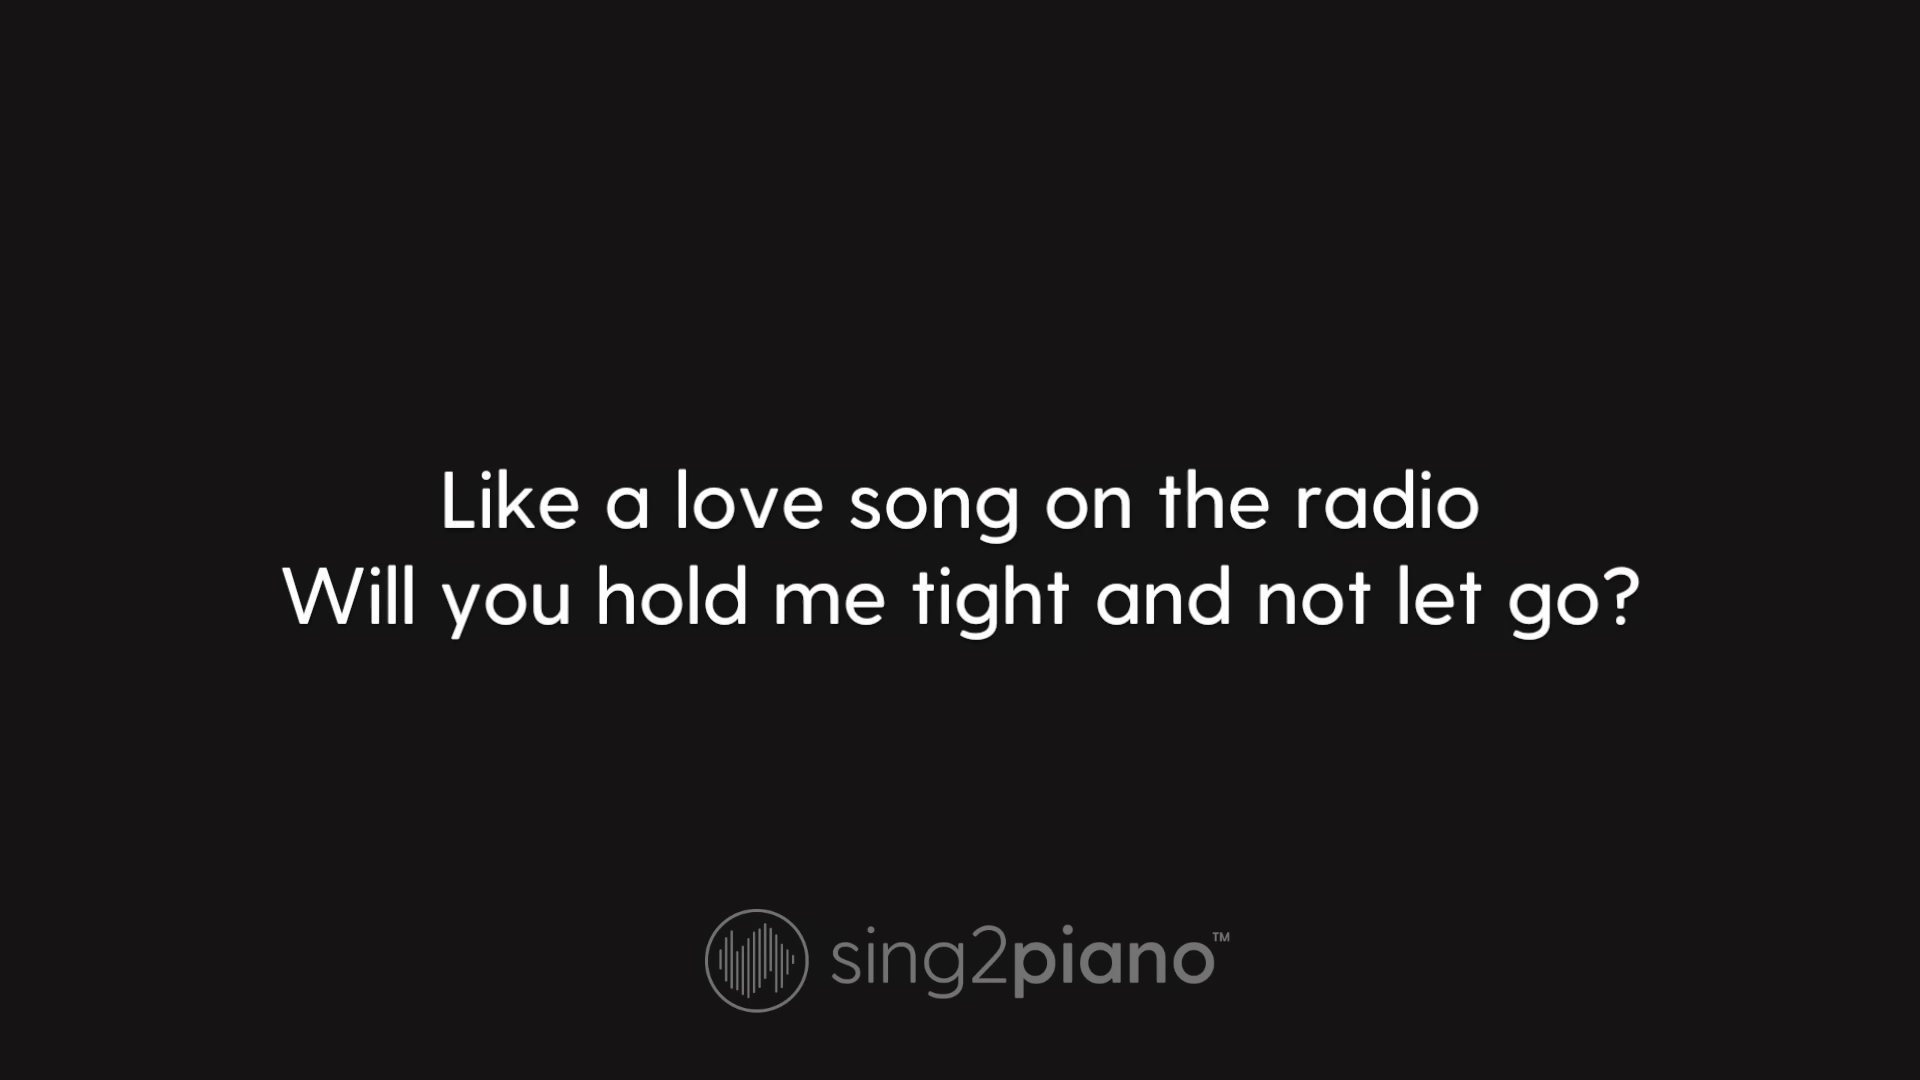 Like a love song on the radio
Will you hold me tight and not let go?
sing2piano™